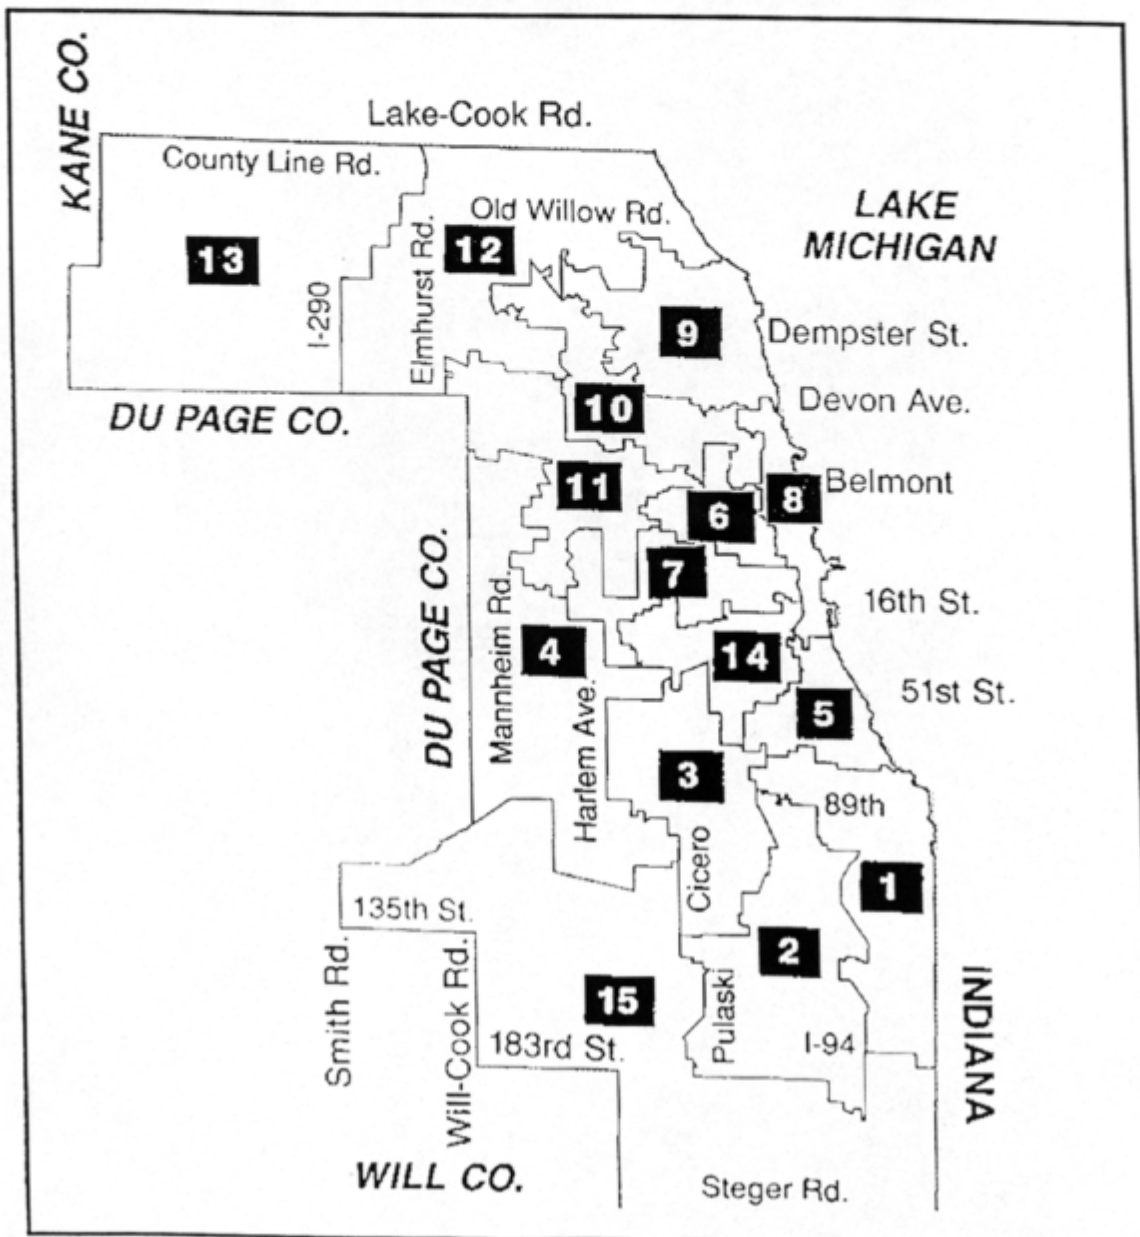 Lake-Cook Rd.
KANE CO.
County Line Rd.
Old Willow Rd.
LAKE
MICHIGAN
13
12
Elmhurst Rd.
I-290
9
Dempster St.
10
Devon Ave.
DU PAGE CO.
11
8
Belmont
6
7
DU PAGE CO.
Mannheim Rd.
16th St.
4
14
51st St.
5
Harlem Ave.
3
89th
Cicero
1
135th St.
2
Smith Rd.
Will-Cook Rd.
15
Pulaski
INDIANA
183rd St.
I-94
WILL CO.
Steger Rd.